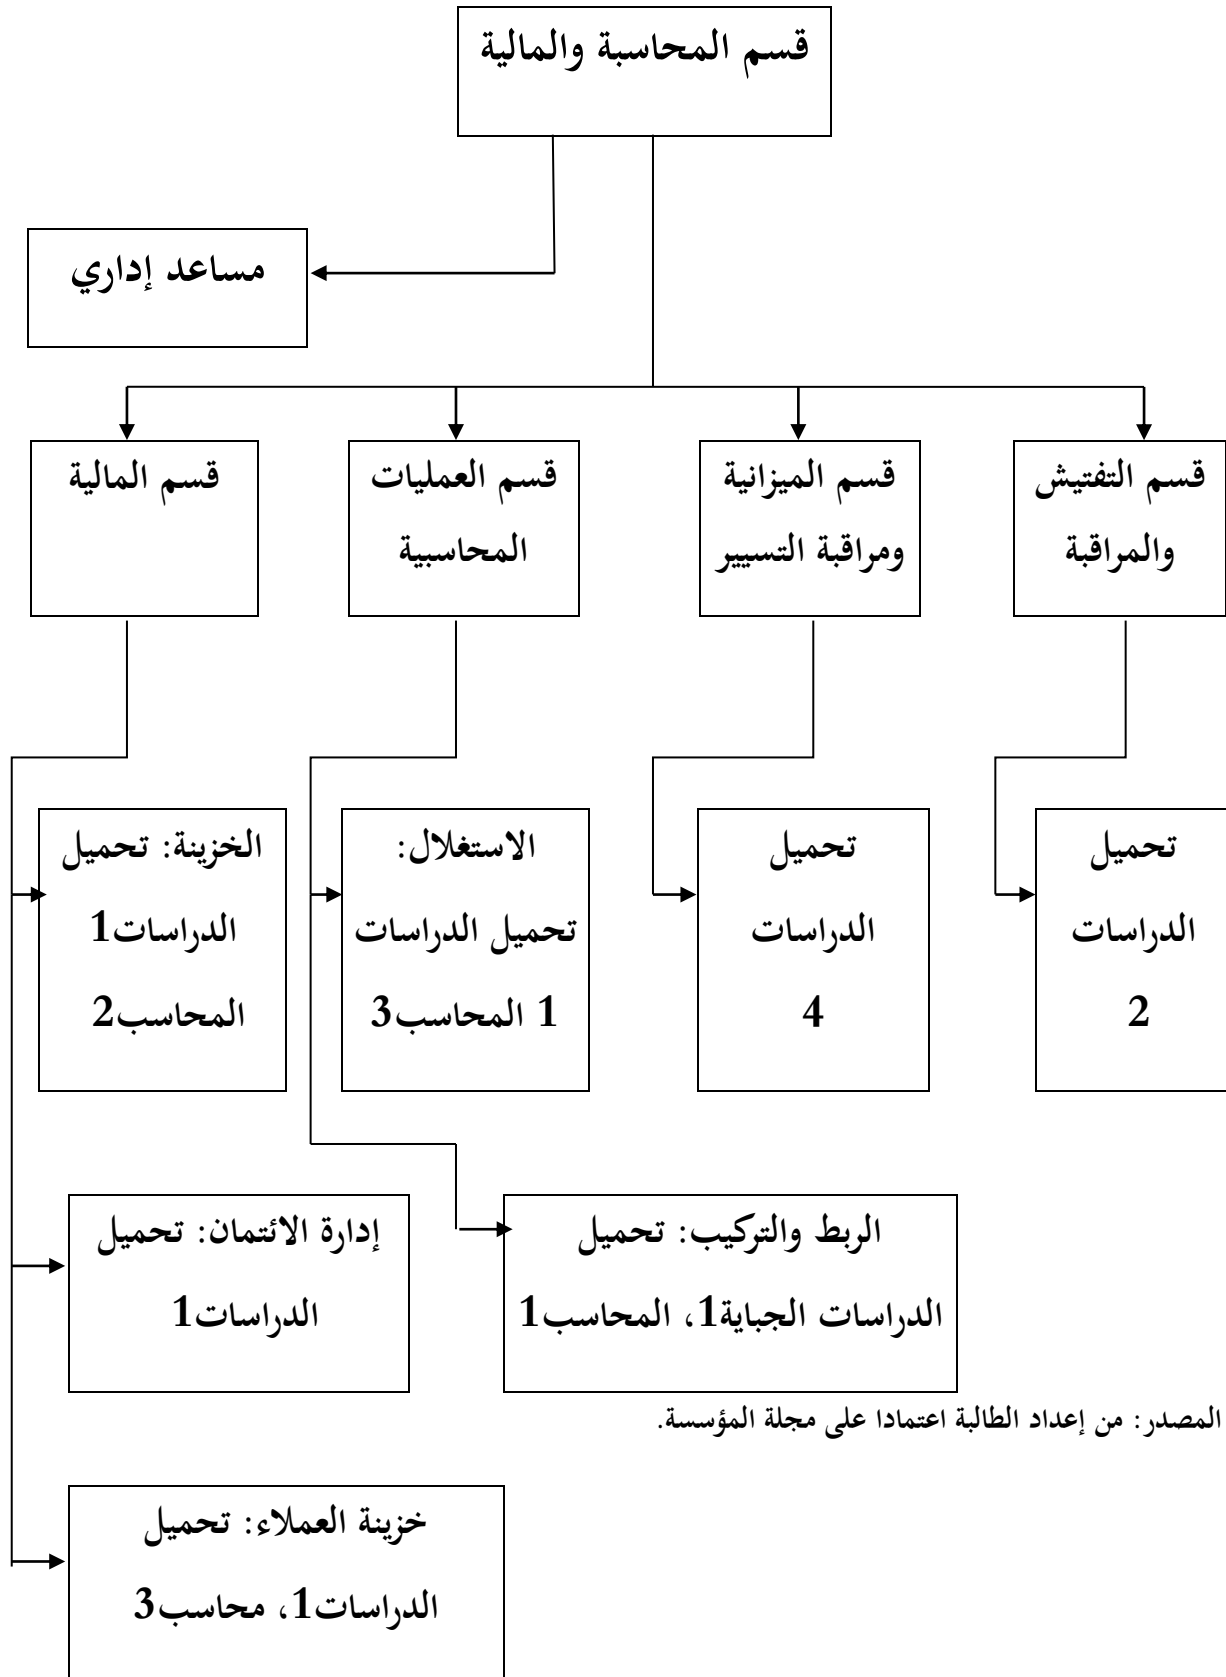 قسم المحاسبة والمالية
مساعد إداري
قسم التفتيش
والمراقبة
قسم الميزانية
ومراقبة التسيير
قسم العمليات
المحاسبية
قسم المالية
تحميل
الدراسات
2
تحميل
الدراسات
4
الاستغلال:
تحميل الدراسات
1 المحاسب3
الخزينة: تحميل
الدراسات1
المحاسب2
الربط والتركيب: تحميل
الدراسات الجباية1، المحاسب1
إدارة الائتمان: تحميل
الدراسات1
المصدر: من إعداد الطالبة اعتمادا على مجلة المؤسسة.
خزينة العملاء: تحميل
الدراسات1، محاسب3